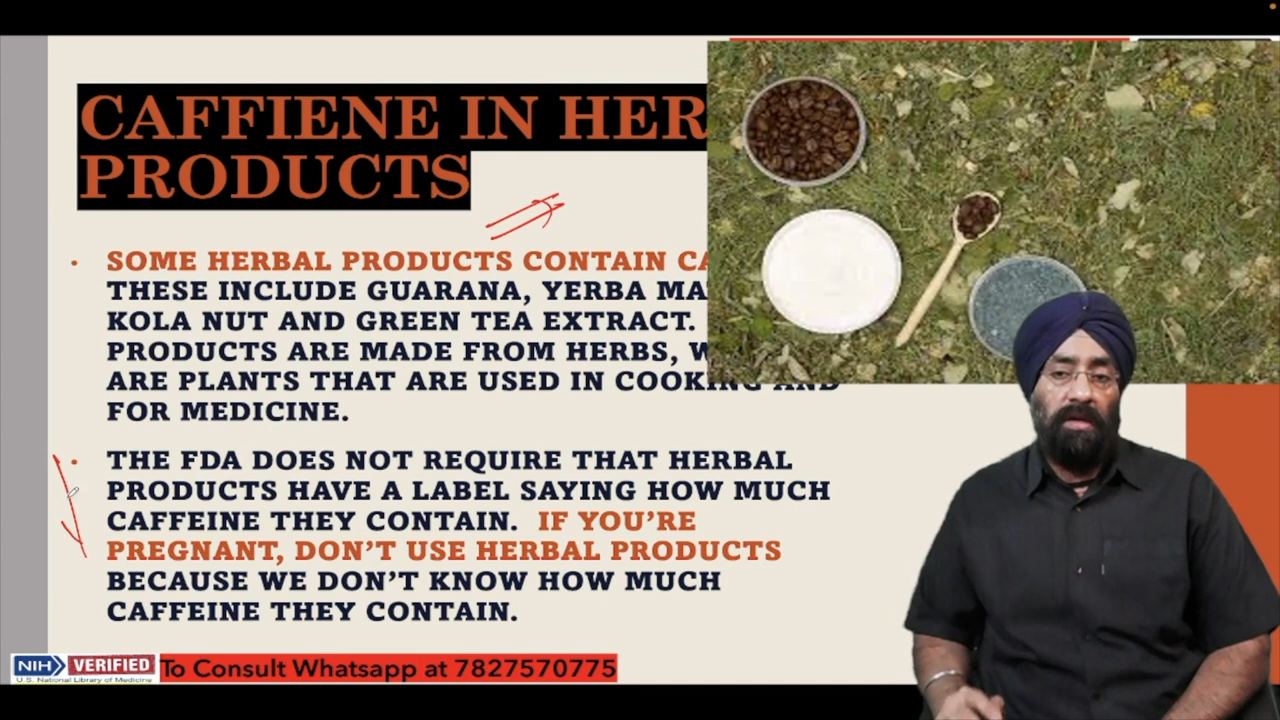 CAFFIENE IN HER
PRODUCTS
• SOME HERBAL PRODUCTS CONTAIN
THESE INCLUDE GUARANA, YERBA
KOLA NUT AND GREEN TEA EXTRACT.
PRODUCTS ARE MADE FROM HERBS,
ARE PLANTS THAT ARE USED IN COOKING AND
FOR MEDICINE.
• THE FDA DOES NOT REQUIRE THAT HERBAL
PRODUCTS HAVE A LABEL SAYING HOW MUCH
CAFFEINE THEY CONTAIN. IF YOU’RE
PREGNANT, DON’T USE HERBAL PRODUCTS
BECAUSE WE DON’T KNOW HOW MUCH
CAFFEINE THEY CONTAIN.
NIH VERIFIED
U.S. National Library of Medicine
To Consult Whatsapp at 7827570775